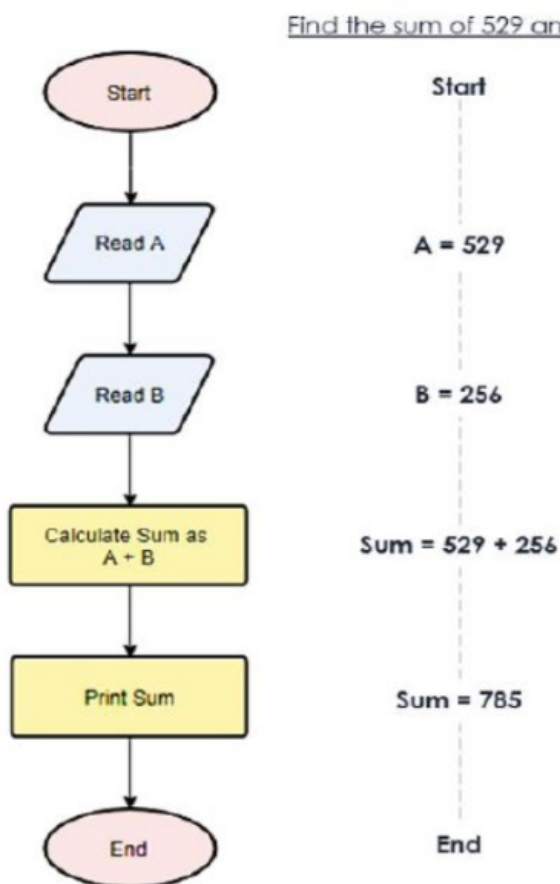 Find the sum of 529 an
Start
Read A
Read B
Calculate Sum as
A + B
Print Sum
End
Start
A = 529
B = 256
Sum = 529 + 256
Sum = 785
End